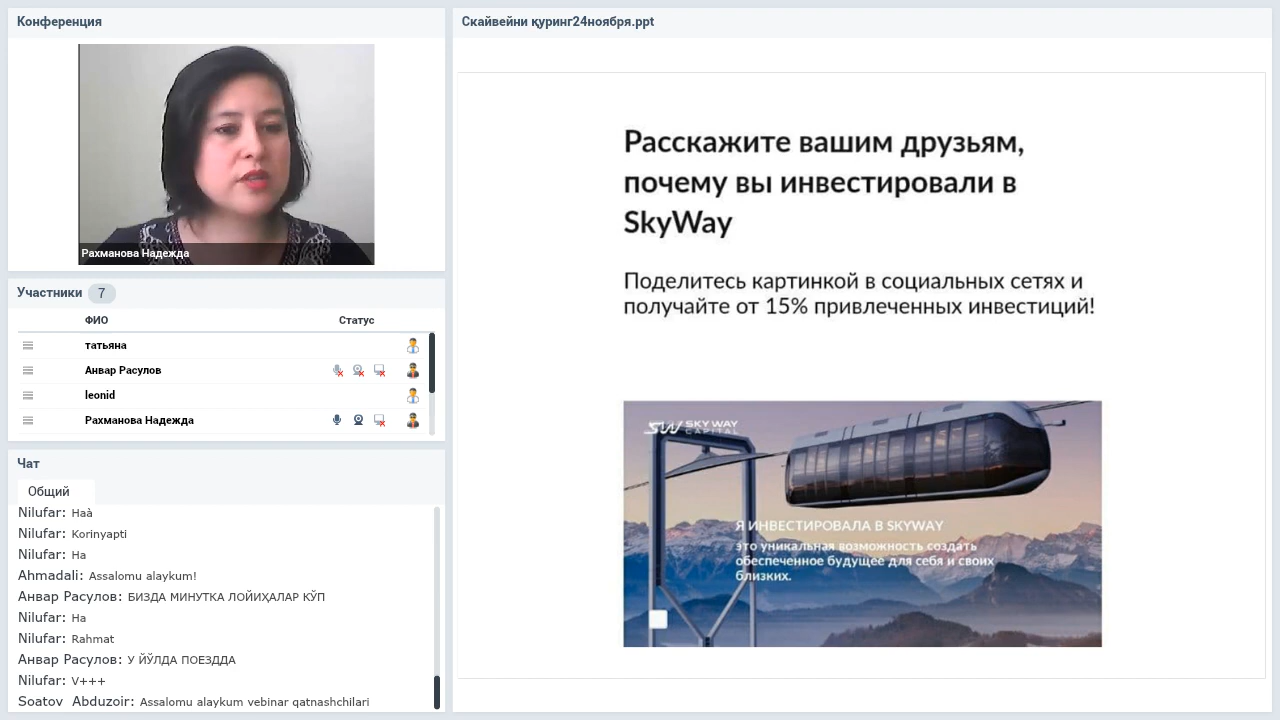 Конференция
Рахманова Надежда
Участники 7
ФИО Статус
татьяна
Анвар Расулов
leonid
Рахманова Надежда
Чат
Общий
Nilufar: Haà
Nilufar: Korinyapti
Nilufar: Ha
Ahmadali: Assalomu alaykum!
Анвар Расулов: БИЗДА МИНУТКА ЛОЙИҲАЛАР КЎП
Nilufar: Ha
Nilufar: Rahmat
Анвар Расулов: У ЙЎЛДА ПОЕЗДДА
Nilufar: V+++
Soatov Abduzoir: Assalomu alaykum vebinar qatnashchilari
Скайвейни қуринг24ноября.ppt
Расскажите вашим друзьям,
почему вы инвестировали в
SkyWay
Поделитесь картинкой в социальных сетях и
получайте от 15% привлеченных инвестиций!
SW SKY WAY
CAPITAL
Я ИНВЕСТИРОВАЛА В SKYWAY
это уникальная возможность создать
обеспеченное будущее для себя и своих
близких.